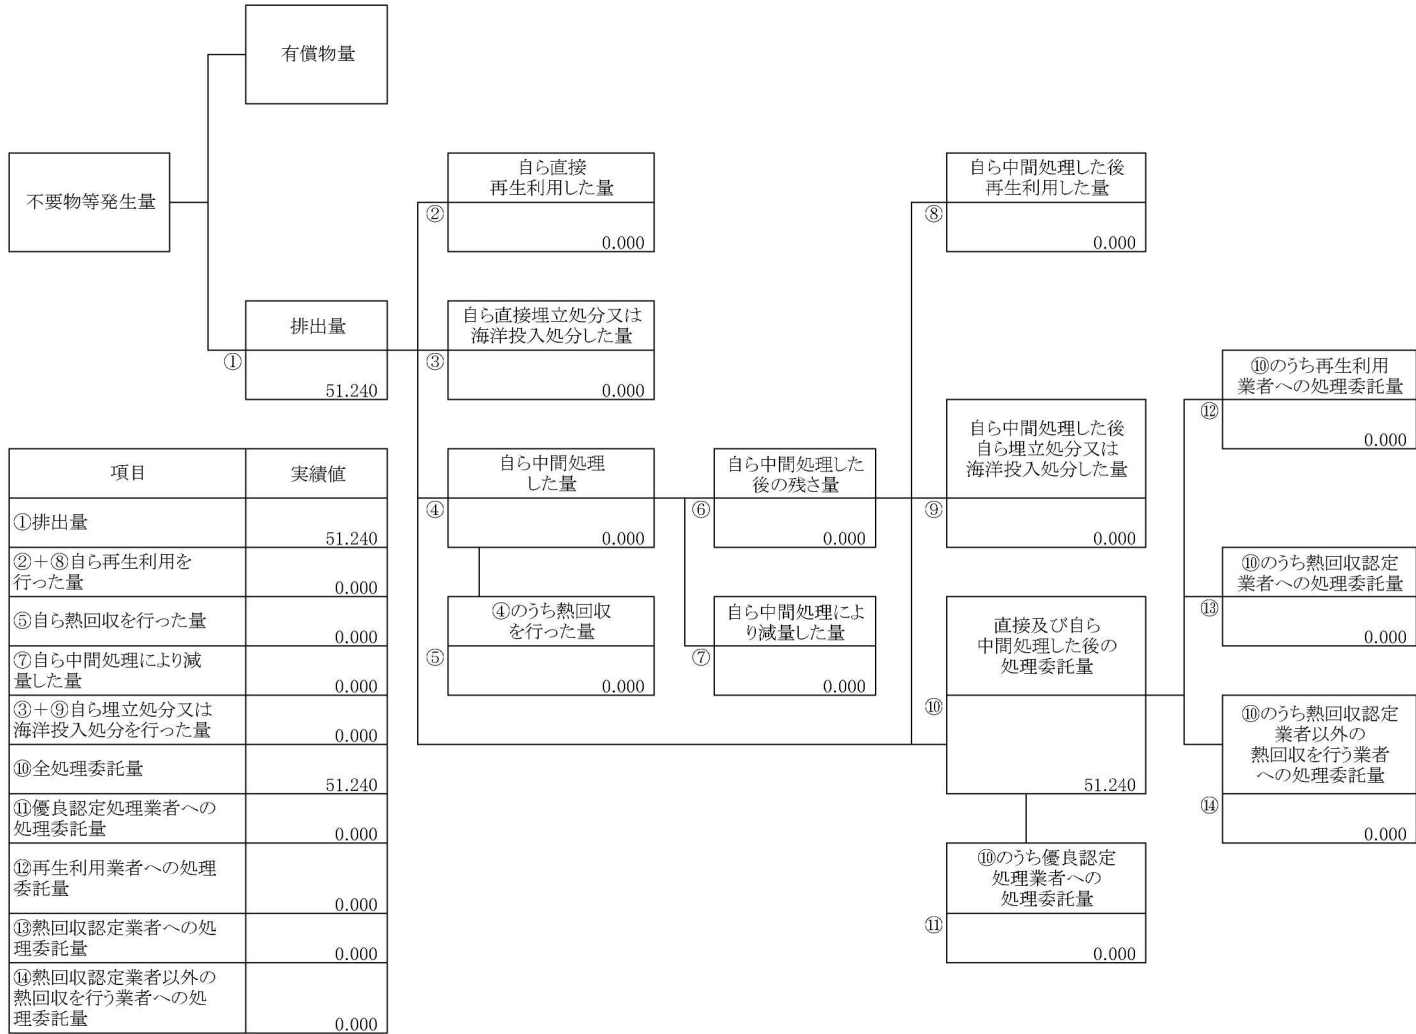 有償物量
不要物等発生量
自ら直接
再生利用した量
②
0.000
自ら中間処理した後
再生利用した量
⑧
0.000
排出量
①
51.240
自ら直接埋立処分又は
海洋投入処分した量
③
0.000
⑩のうち再生利用
業者への処理委託量
⑫
0.000
自ら中間処理した後
自ら埋立処分又は
海洋投入処分した量
⑨
0.000
自ら中間処理
した量
④
0.000
自ら中間処理した
後の残さ量
⑥
0.000
⑩のうち熱回収認定
業者への処理委託量
⑬
0.000
④のうち熱回収
を行った量
⑤
0.000
自ら中間処理によ
り減量した量
⑦
0.000
直接及び自ら
中間処理した後の
処理委託量
⑩
51.240
⑩のうち熱回収認定
業者以外の
熱回収を行う業者
への処理委託量
⑭
0.000
⑩のうち優良認定
処理業者への
処理委託量
⑪
0.000
項目 実績値
①排出量
51.240
②＋⑧自ら再生利用を
行った量
0.000
⑤自ら熱回収を行った量
0.000
⑦自ら中間処理により減
量した量
0.000
③＋⑨自ら埋立処分又は
海洋投入処分を行った量
0.000
⑩全処理委託量
51.240
⑪優良認定処理業者への
処理委託量
0.000
⑫再生利用業者への処理
委託量
0.000
⑬熱回収認定業者への処
理委託量
0.000
⑭熱回収認定業者以外の
熱回収を行う業者への処
理委託量
0.000